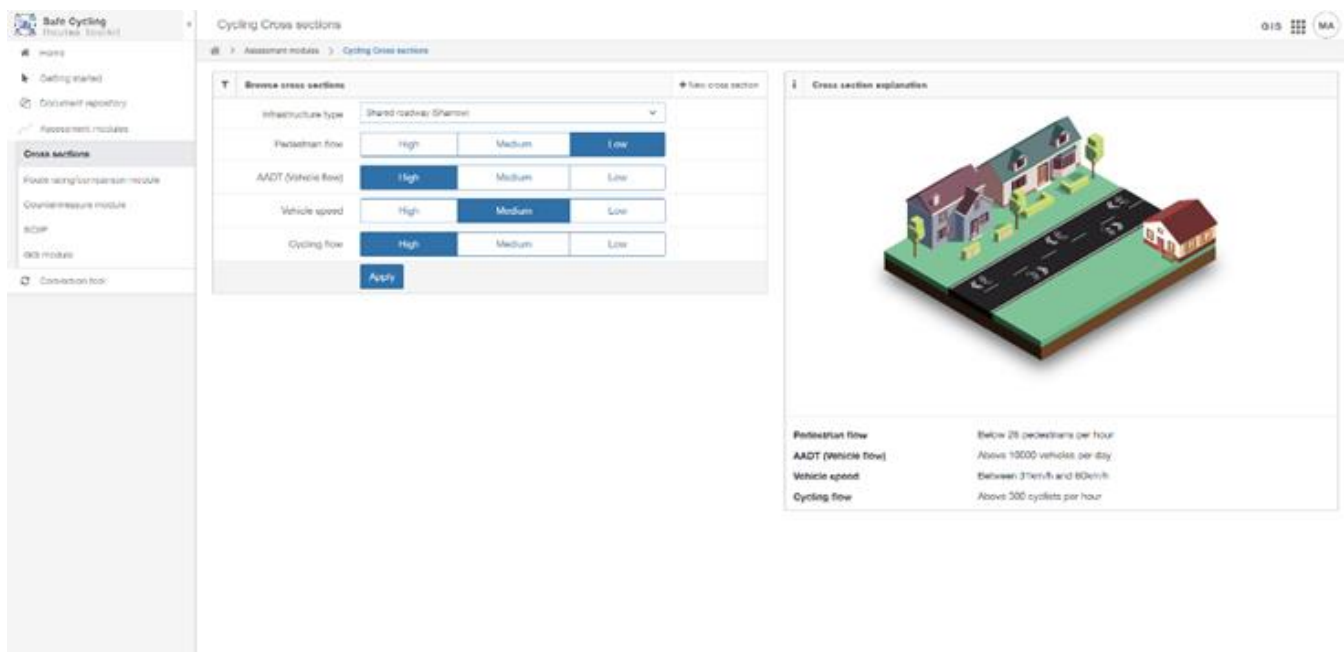 Safe Cycling
Routes Toolkit
Home
Getting started
Document repository
Assessment modules
Cross sections
Route rating/comparison module
Countermeasure module
GIS module
Conversion tool
Cycling Cross sections
GIS
MA
Assessment modules > Cycling Cross sections
Browse cross sections
New cross section
Infrastructure type
Shared roadway (Sharrow)
Pedestrian flow High Medium Low
AADT (Vehicle flow) High Medium Low
Vehicle speed High Medium Low
Cycling flow High Medium Low
Apply
Cross section explanation
Pedestrian flow Below 25 pedestrians per hour
AADT (Vehicle flow) Above 10000 vehicles per day
Vehicle speed Between 31km/h and 60km/h
Cycling flow Above 300 cyclists per hour